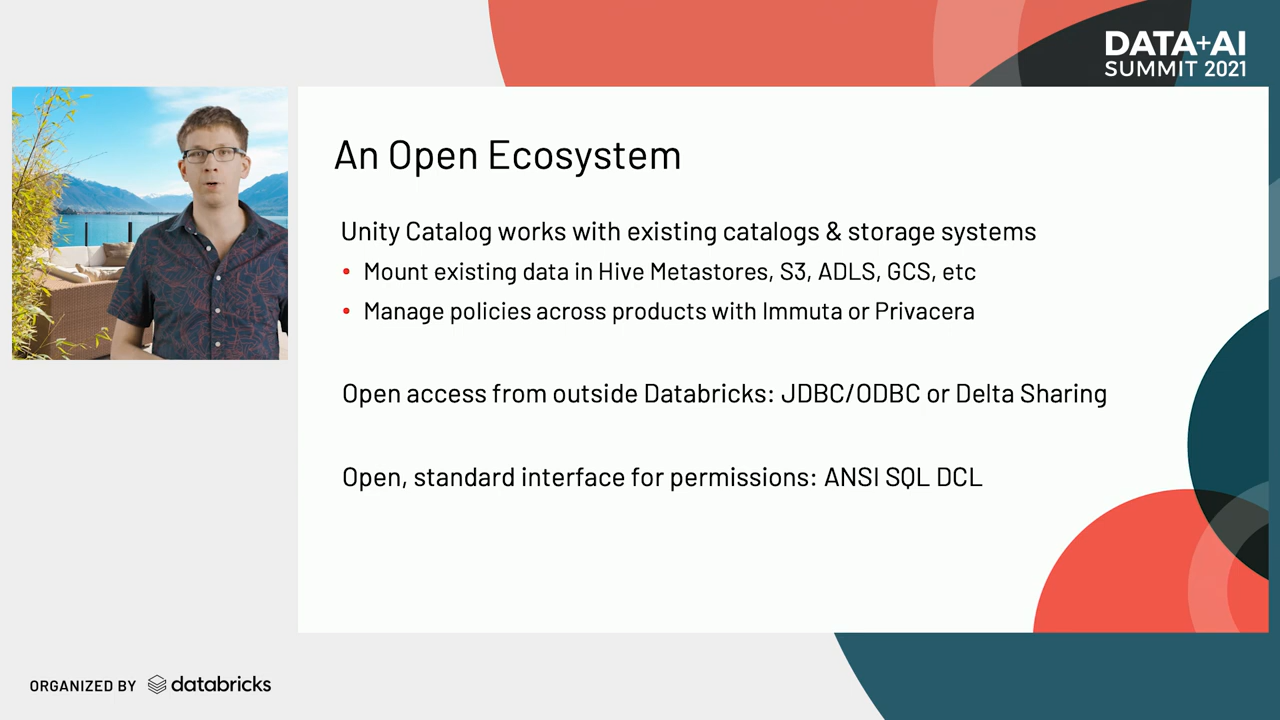 DATA+AI
SUMMIT 2021
An Open Ecosystem
Unity Catalog works with existing catalogs & storage systems
• Mount existing data in Hive Metastores, S3, ADLS, GCS, etc
• Manage policies across products with Immuta or Privacera
Open access from outside Databricks: JDBC/ODBC or Delta Sharing
Open, standard interface for permissions: ANSI SQL DCL
ORGANIZED BY databricks